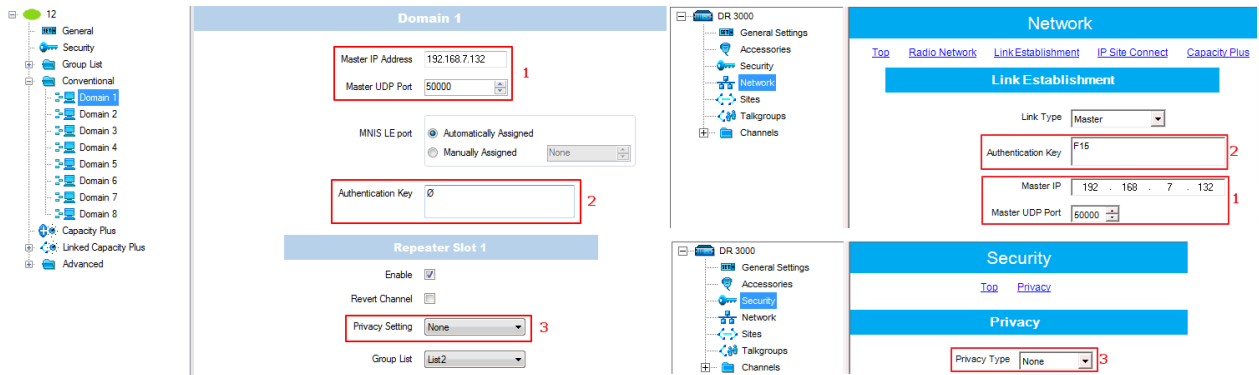 12
General
Security
Group List
Conventional
Domain 1
Domain 2
Domain 3
Domain 4
Domain 5
Domain 6
Domain 7
Domain 8
Capacity Plus
Linked Capacity Plus
Advanced
Domain 1
Master IP Address 192.168.7.132
1
Master UDP Port 50000
MNIS LE port Automatically Assigned
Manually Assigned None
Authentication Key Ø
2
Repeater Slot 1
Enable
Revert Channel
Privacy Setting None 3
Group List List2
DR 3000
General Settings
Accessories
Security
Network
Sites
Talkgroups
Channels
Network
Top Radio Network Link Establishment IP Site Connect Capacity Plus
Link Establishment
Link Type Master
Authentication Key F15 2
Master IP 192 . 168 . 7 . 132
1
Master UDP Port 50000
DR 3000
General Settings
Accessories
Security
Network
Sites
Talkgroups
Channels
Security
Top Privacy
Privacy
Privacy Type None 3